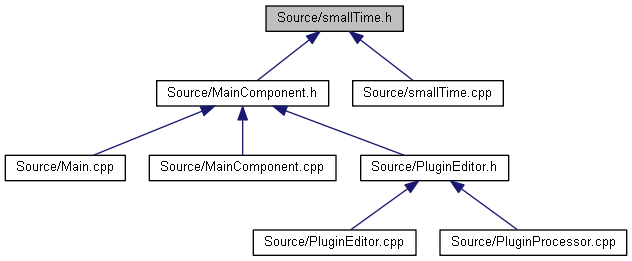 Source/smallTime.h
Source/MainComponent.h
Source/smallTime.cpp
Source/Main.cpp
Source/MainComponent.cpp
Source/PluginEditor.h
Source/PluginEditor.cpp
Source/PluginProcessor.cpp